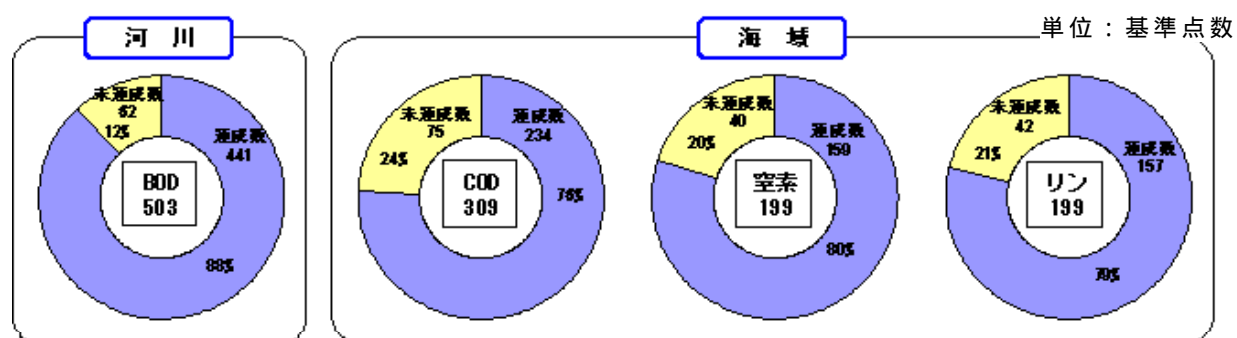 単位：基準点数
河川
未達成数
62
12%
達成数
441
BOD
503
88%
海域
未達成数
75
24%
達成数
234
COD
309
76%
未達成数
40
20%
達成数
159
窒素
199
80%
未達成数
42
21%
達成数
157
リン
199
79%